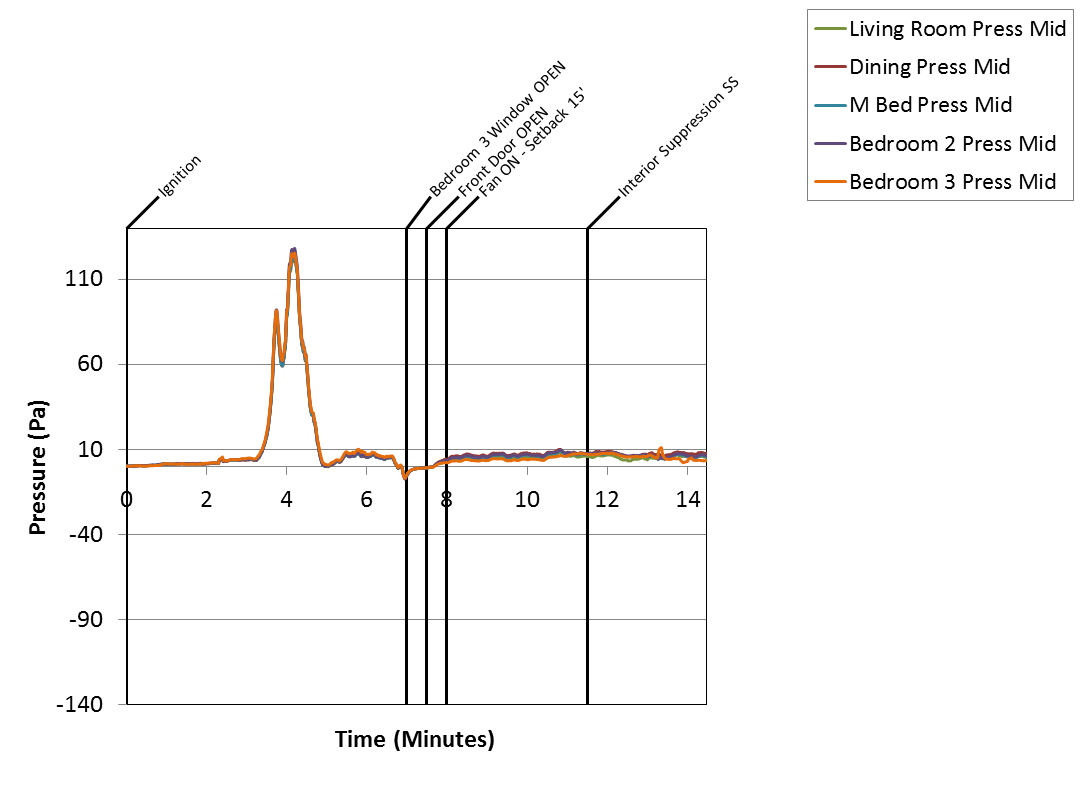 Living Room Press Mid
Dining Press Mid
M Bed Press Mid
Bedroom 2 Press Mid
Bedroom 3 Press Mid
Ignition
Bedroom 3 Window OPEN
Front Door OPEN
Fan ON - Setback 15'
Interior Suppression SS
Pressure (Pa)
110
60
10
-40
-90
-140
0 2 4 6 8 10 12 14
Time (Minutes)